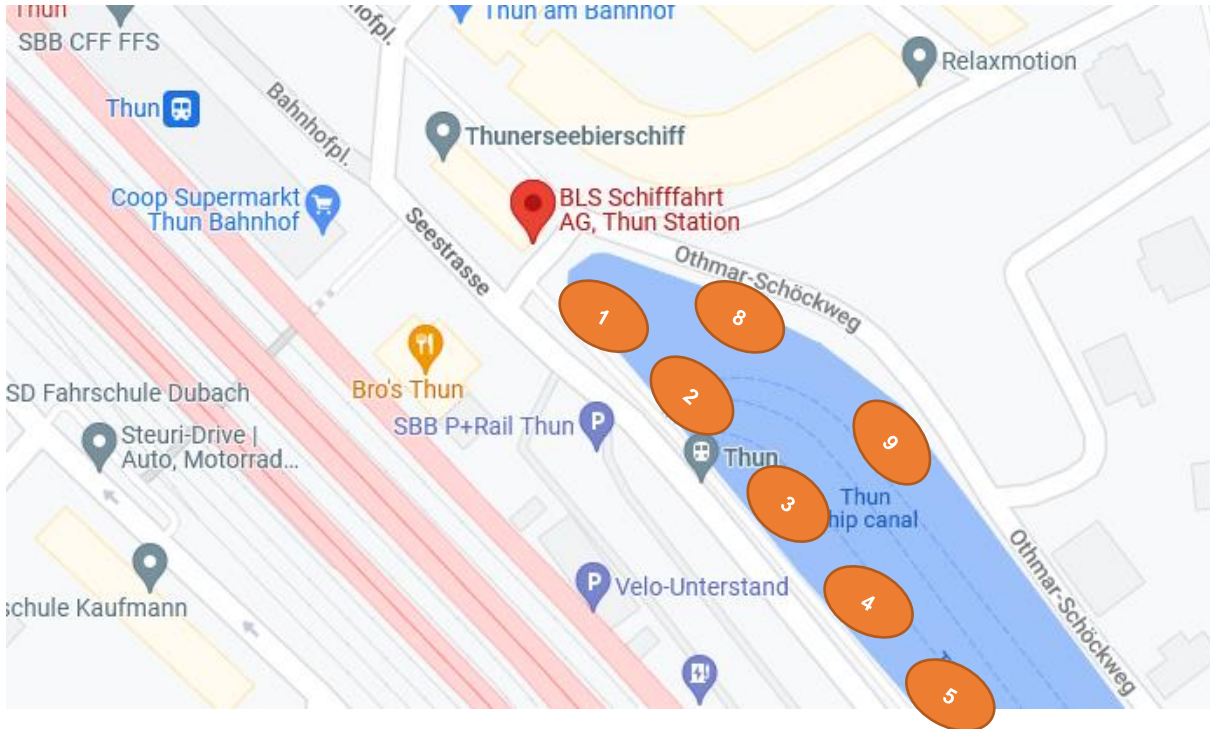 Thun
SBB CFF FFS
hofpl.
Thun am Bahnhof
Relaxmotion
Thun
Bahnhofpl.
Thunerseebierschiff
Coop Supermarkt
Thun Bahnhof
BLS Schifffahrt
AG, Thun Station
Seestrasse
Othmar-Schöckweg
1
8
Bro's Thun
2
SD Fahrschule Dubach
SBB P+Rail Thun
P
Steuri-Drive |
Auto, Motorrad...
Thun
9
3
Thun
hip canal
P
Velo-Unterstand
schule Kaufmann
4
Othmar-Schöckweg
5